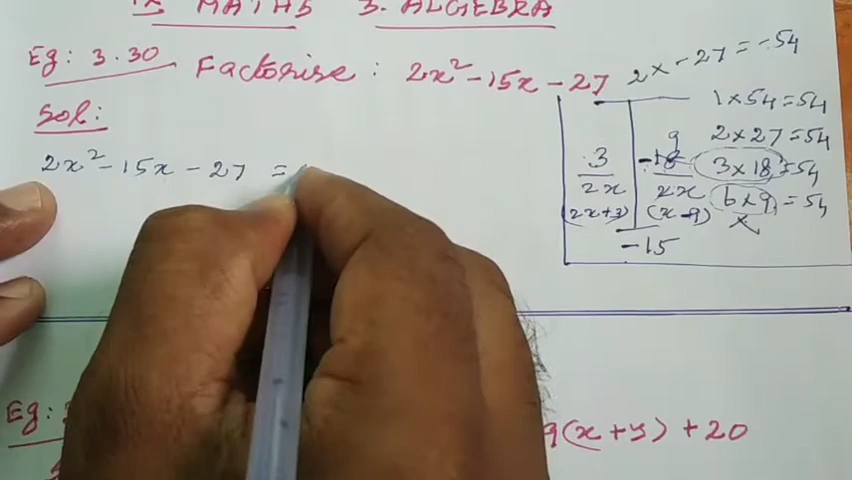 IX MATHS 3. ALGEBRA
Eg: 3.30 Factorise: 2x² - 15x - 27
2 x - 27 = - 54
Sol:
1 x 54 = 54
2 x 27 = 54
3 x 18 = 54
6 x 9 = 54
x
9
3 -18
2x 2x
(2x+3) (x-9)
-15
2x² - 15x - 27 =
Eg:
(x+y) + 20